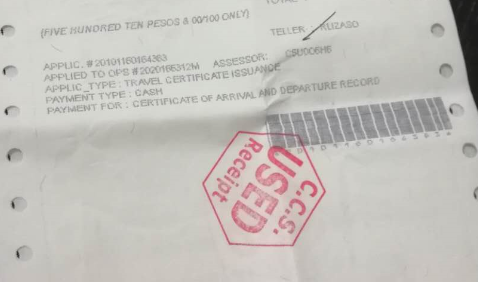 (FIVE HUNDRED TEN PESOS & 00/100 ONLY)
TELLER
APPLIC. # 20101160164363
APPLIED TO OPS # 2020166312M ASSESSOR:
APPLIC_TYPE : TRAVEL CERTIFICATE ISSUANCE
PAYMENT TYPE : CASH
PAYMENT FOR : CERTIFICATE OF ARRIVAL AND DEPARTURE RECORD
C.C.S.
USED
Receipt